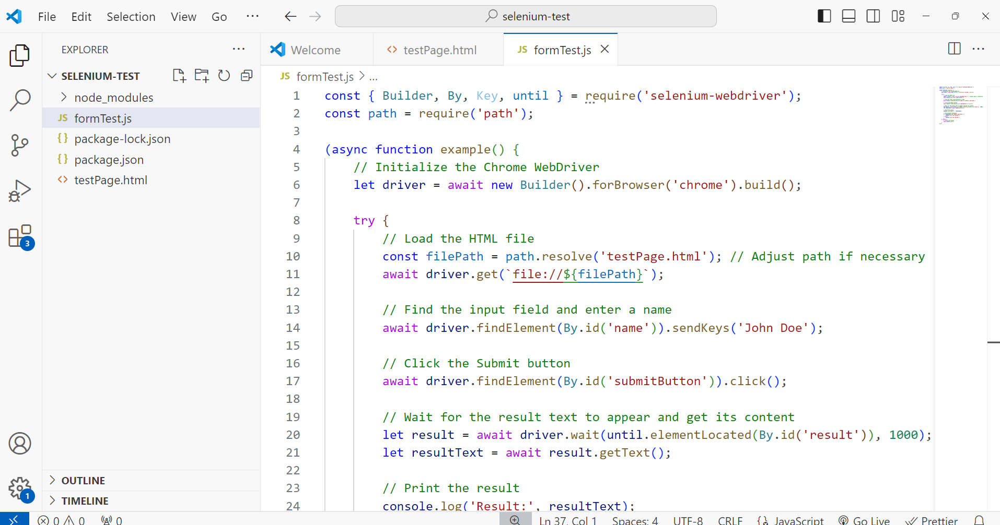 File Edit Selection View Go ··· selenium-test
EXPLORER ···
Welcome testPage.html JS formTest.js ···
SELENIUM-TEST
JS formTest.js > ...
node_modules
JS formTest.js
{} package-lock.json
{} package.json
<> testPage.html
1 const { Builder, By, Key, until } = require('selenium-webdriver');
2 const path = require('path');
3
4 (async function example() {
5 // Initialize the Chrome WebDriver
6 let driver = await new Builder().forBrowser('chrome').build();
7
8 try {
9 // Load the HTML file
10 const filePath = path.resolve('testPage.html'); // Adjust path if necessary
11 await driver.get(`file://${filePath}`);
12
13 // Find the input field and enter a name
14 await driver.findElement(By.id('name')).sendKeys('John Doe');
15
16 // Click the Submit button
17 await driver.findElement(By.id('submitButton')).click();
18
19 // Wait for the result text to appear and get its content
20 let result = await driver.wait(until.elementLocated(By.id('result')), 1000);
21 let resultText = await result.getText();
22
23 // Print the result
24 console.log('Result:', resultText);
3
1
OUTLINE
TIMELINE
0 0 0 Ln 37, Col 1 Spaces: 4 UTF-8 CRLF {} JavaScript Go Live Prettier